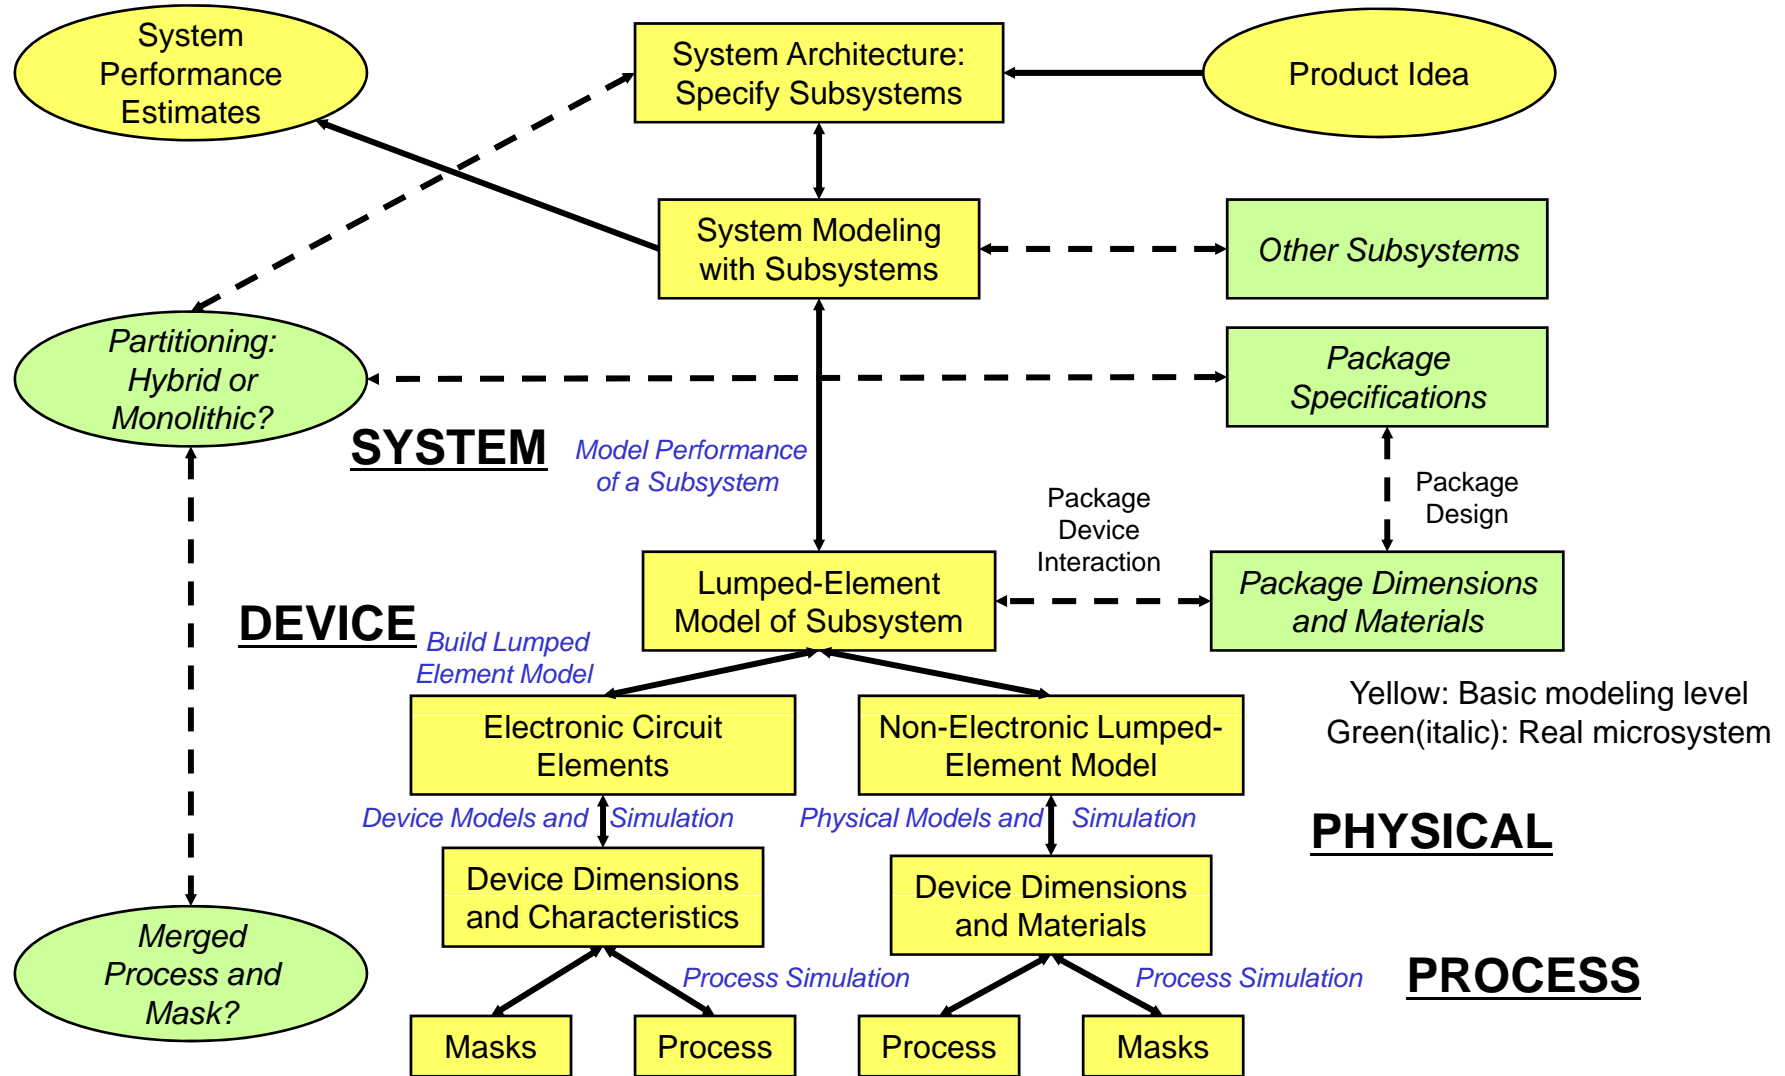 System
Performance
Estimates
System Architecture:
Specify Subsystems
Product Idea
System Modeling
with Subsystems
Other Subsystems
Partitioning:
Hybrid or
Monolithic?
Package
Specifications
SYSTEM
Model Performance
of a Subsystem
Package
Device
Interaction
Package
Design
Lumped-Element
Model of Subsystem
Package Dimensions
and Materials
DEVICE
Build Lumped
Element Model
Yellow: Basic modeling level
Green(italic): Real microsystem
Electronic Circuit
Elements
Non-Electronic Lumped-
Element Model
Device Models and Simulation
Physical Models and Simulation
PHYSICAL
Device Dimensions
and Characteristics
Device Dimensions
and Materials
Merged
Process and
Mask?
Process Simulation
Process Simulation
PROCESS
Masks
Process
Process
Masks